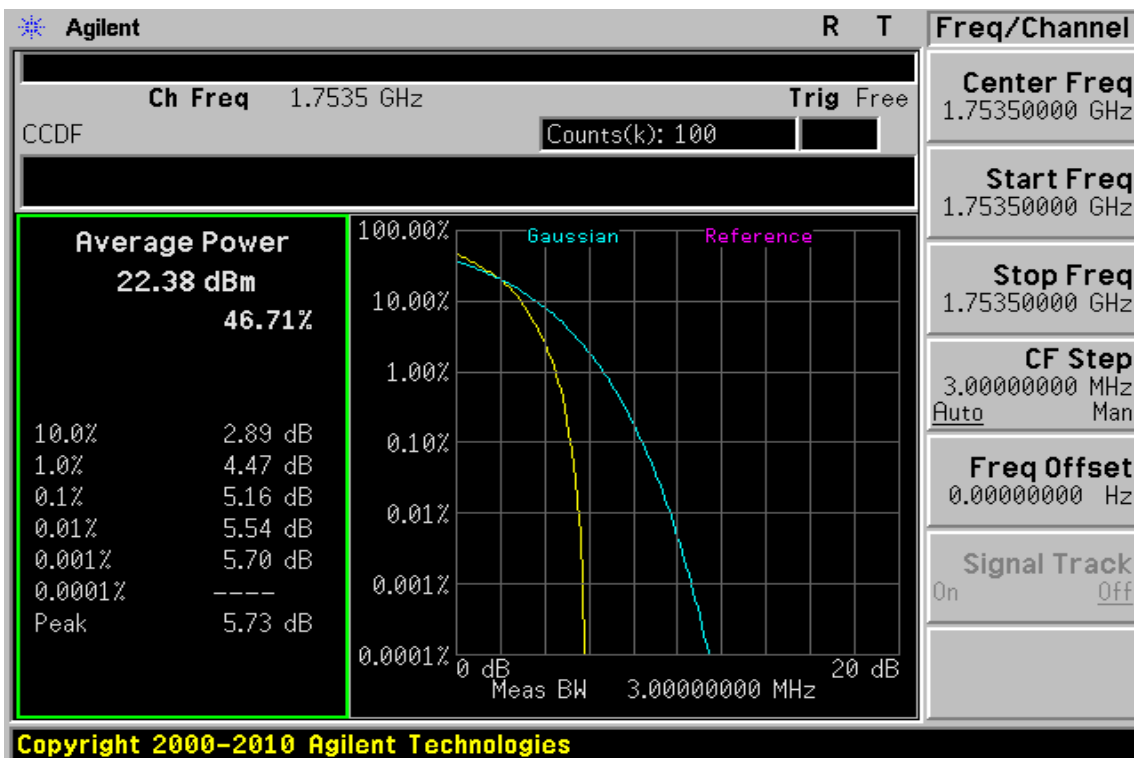 Agilent R T
Ch Freq 1.7535 GHz Trig Free
CCDF Counts(k): 100
Average Power
22.38 dBm
46.71%
10.0% 2.89 dB
1.0% 4.47 dB
0.1% 5.16 dB
0.01% 5.54 dB
0.001% 5.70 dB
0.0001% ----
Peak 5.73 dB
100.00% Gaussian Reference
10.00%
1.00%
0.10%
0.01%
0.001%
0.0001%
0 dB 20 dB
Meas BW 3.00000000 MHz
Freq/Channel
Center Freq
1.75350000 GHz
Start Freq
1.75350000 GHz
Stop Freq
1.75350000 GHz
CF Step
3.00000000 MHz
Auto Man
Freq Offset
0.00000000 Hz
Signal Track
On Off
Copyright 2000-2010 Agilent Technologies